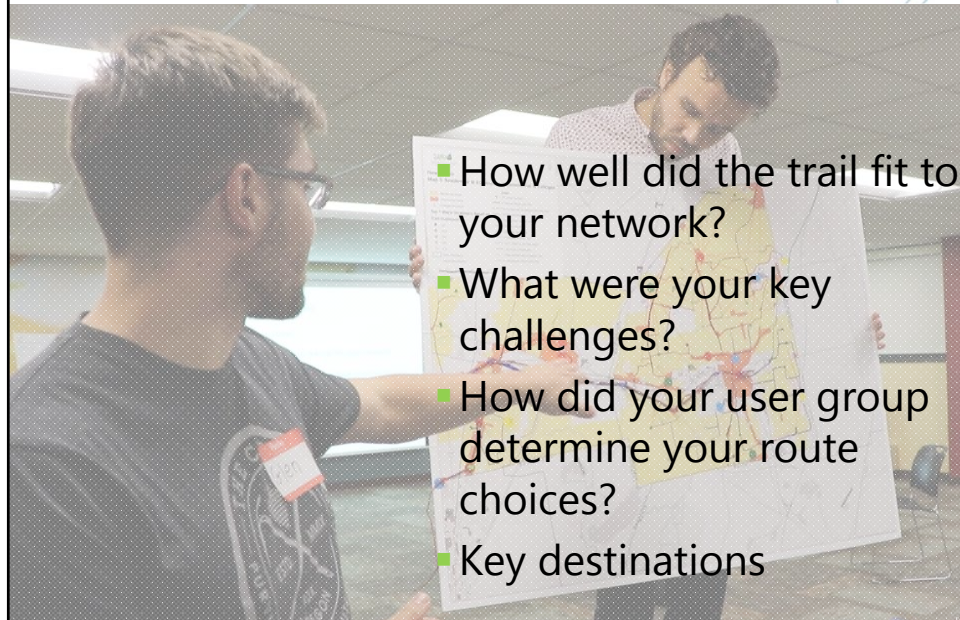 How well did the trail fit to
your network?
What were your key
challenges?
How did your user group
determine your route
choices?
Key destinations